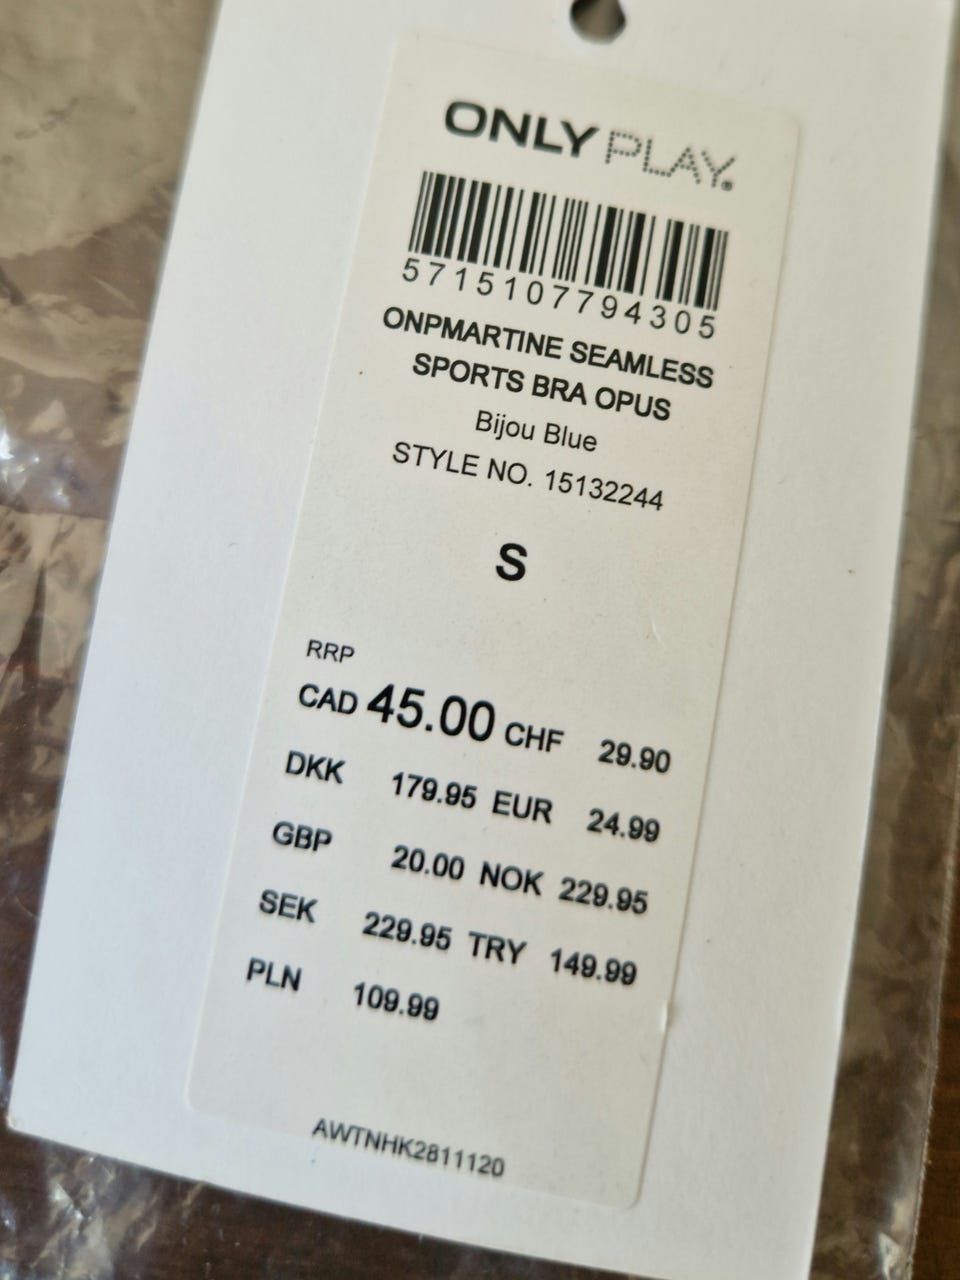 ONLY PLAY®
5715107794305
ONPMARTINE SEAMLESS
SPORTS BRA OPUS
Bijou Blue
STYLE NO. 15132244
S
RRP
CAD 45.00 CHF 29.90
DKK 179.95 EUR 24.99
GBP 20.00 NOK 229.95
SEK 229.95 TRY 149.99
PLN 109.99
AWTNHK2811120